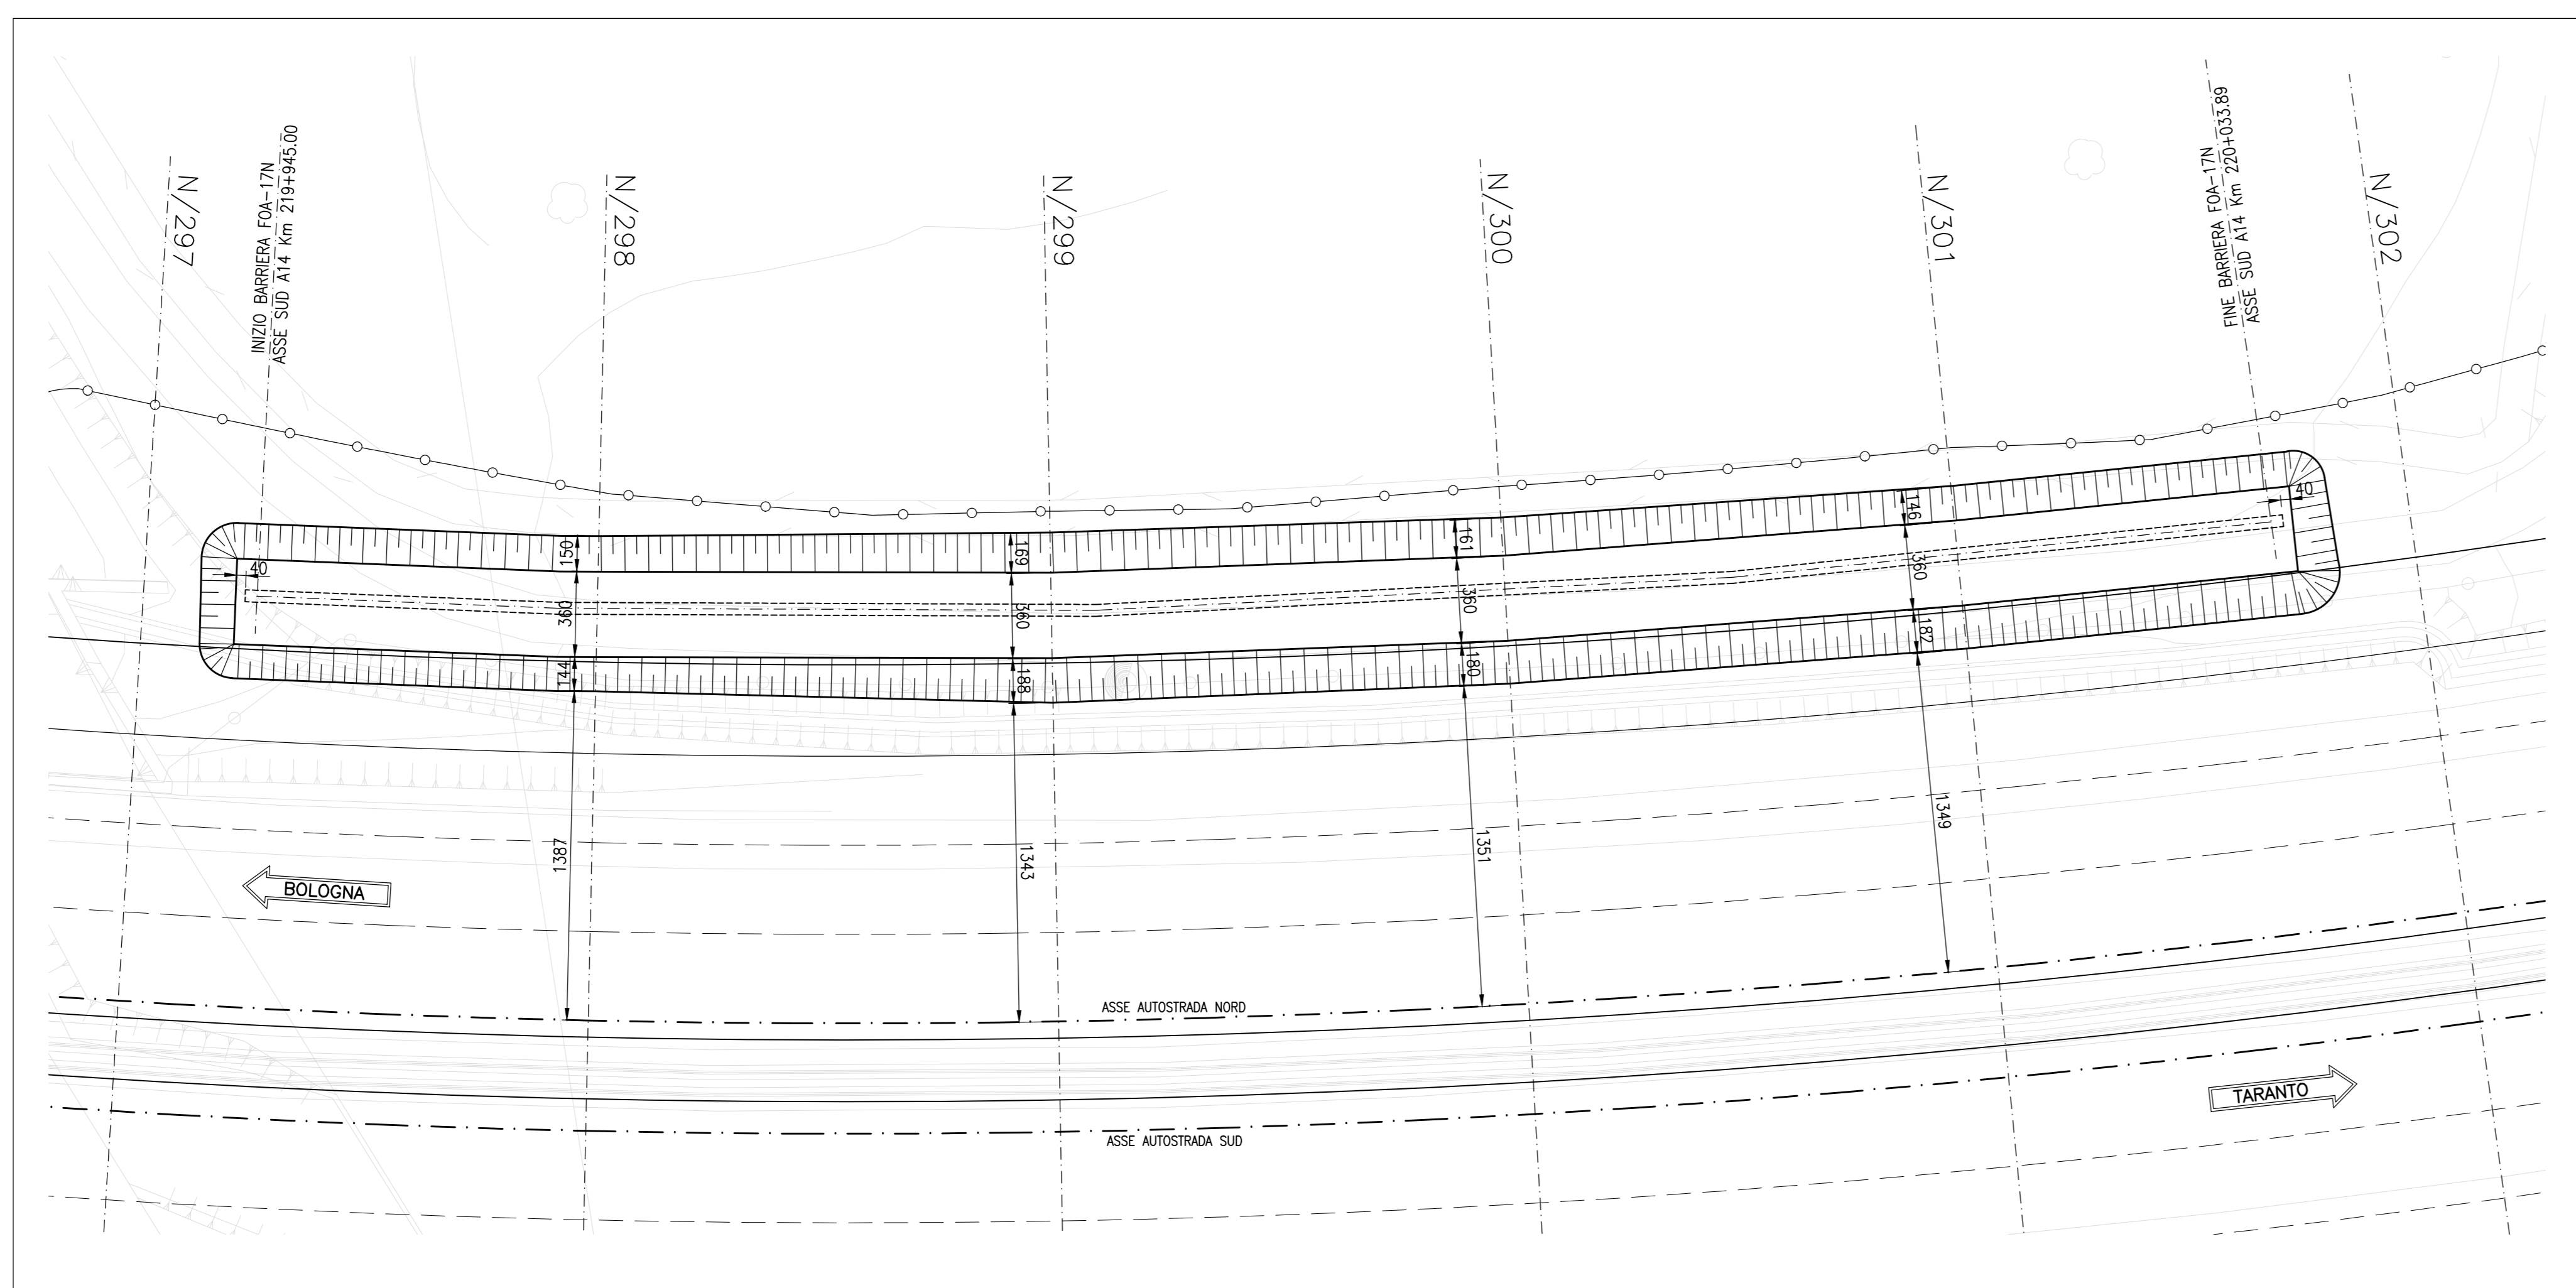 N/297
INIZIO BARRIERA FOA-17N
ASSE SUD A14 Km 219+945.00
N/298
N/299
N/300
N/301
FINE BARRIERA FOA-17N
ASSE SUD A14 Km 220+033.89
N/302
40
150
360
144
1387
169
360
188
1343
161
360
180
1351
146
360
182
1349
40
BOLOGNA
ASSE AUTOSTRADA NORD
TARANTO
ASSE AUTOSTRADA SUD